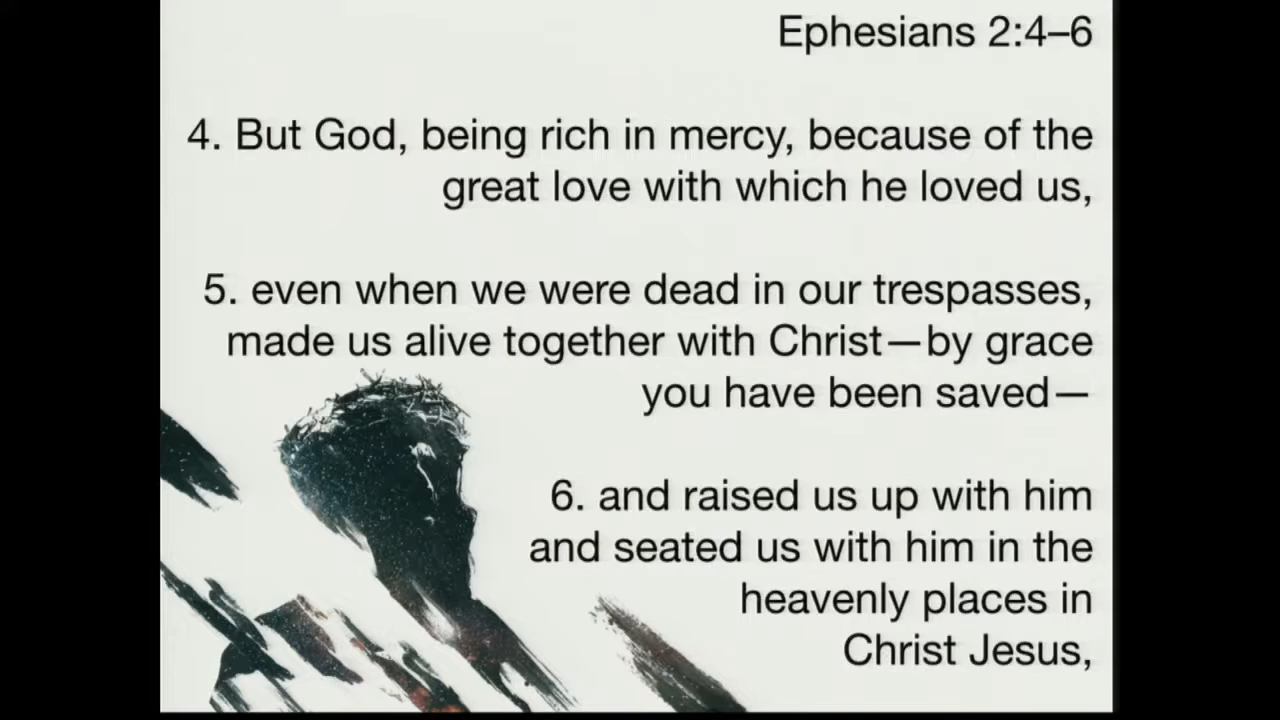 Ephesians 2:4–6
4. But God, being rich in mercy, because of the
great love with which he loved us,
5. even when we were dead in our trespasses,
made us alive together with Christ—by grace
you have been saved—
6. and raised us up with him
and seated us with him in the
heavenly places in
Christ Jesus,